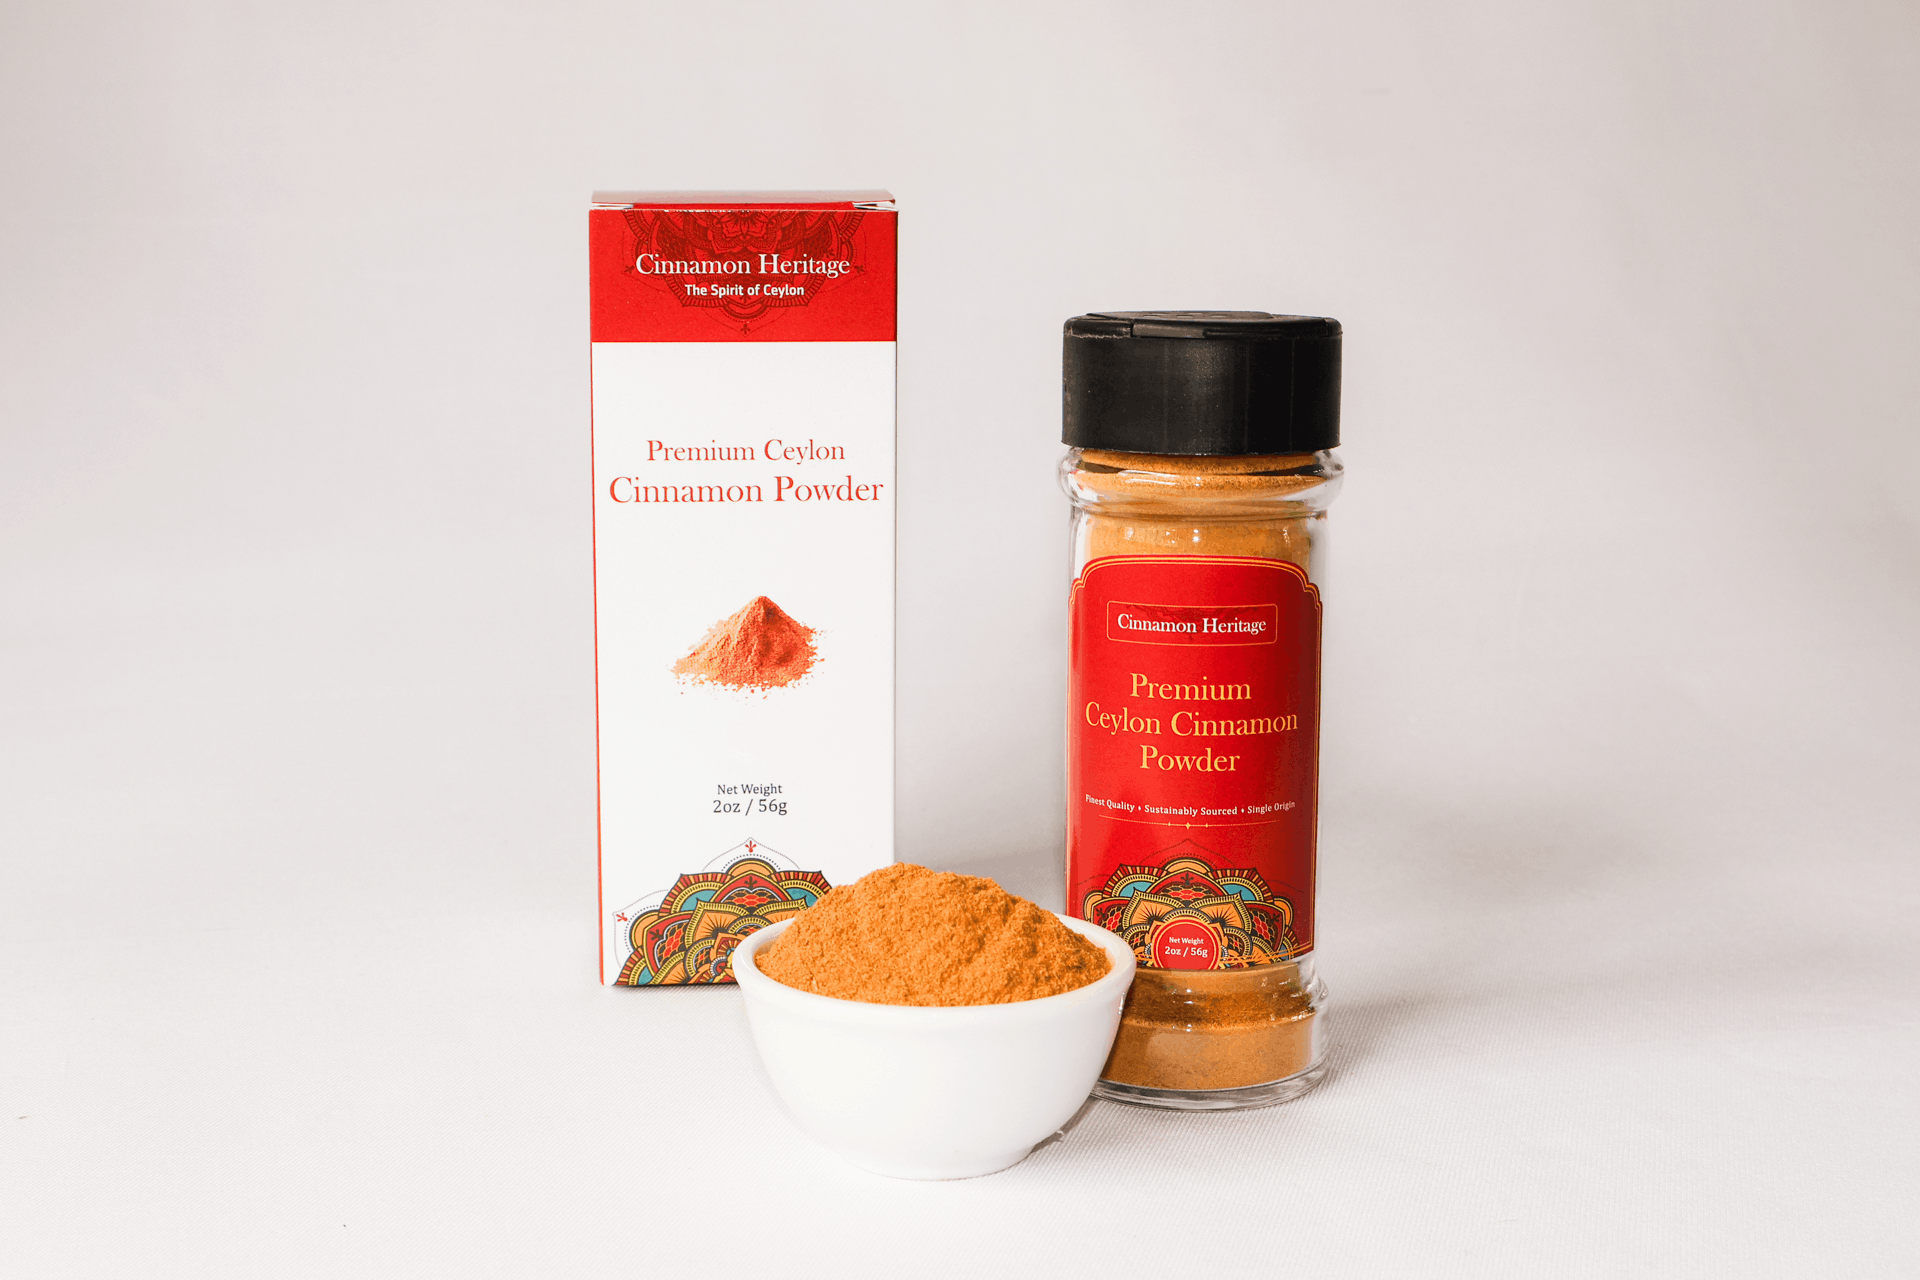 Cinnamon Heritage
The Spirit of Ceylon
Premium Ceylon
Cinnamon Powder
Net Weight
2oz / 56g
Cinnamon Heritage
Premium
Ceylon Cinnamon
Powder
Finest Quality • Sustainably Sourced • Single Origin
Net Weight
2oz / 56g